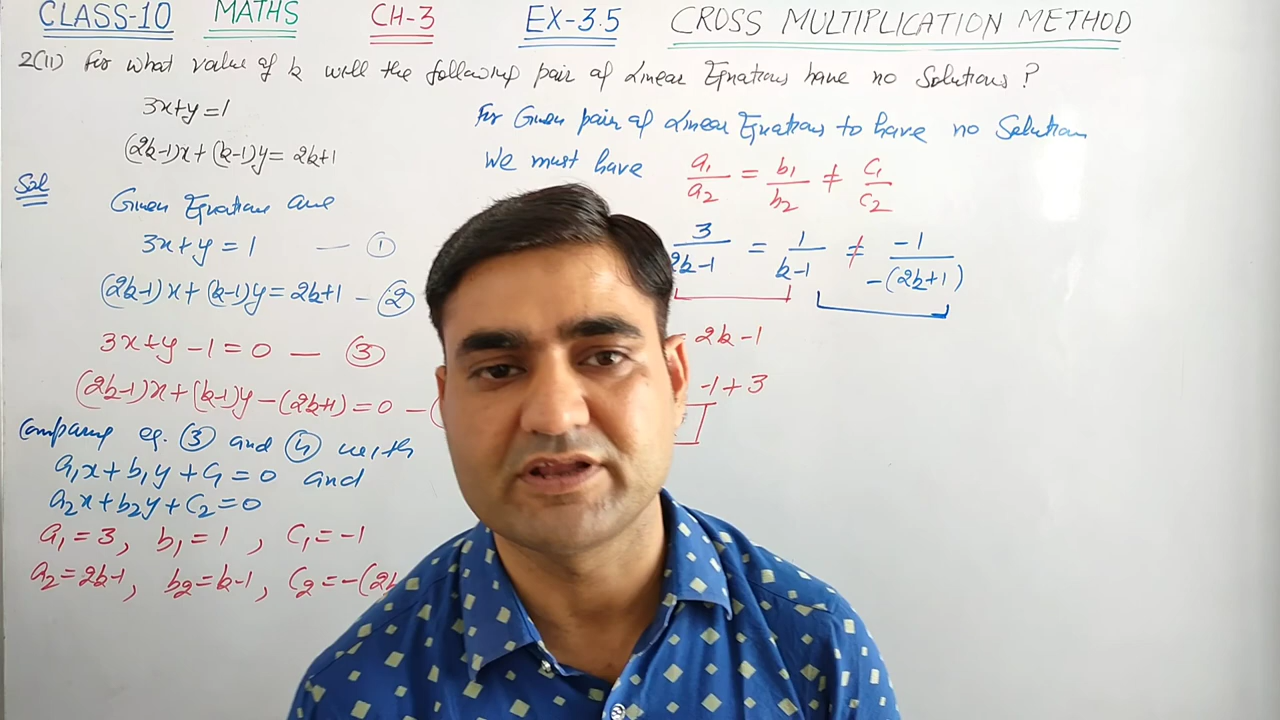 CLASS-10 MATHS CH-3 EX-3.5 CROSS MULTIPLICATION METHOD
2(ii) For what value of k will the following pair of Linear Equations have no Solutions?
3x+y=1
(2k-1)x+(k-1)y=2k+1
Sol
Given Equations are
3x+y=1 — ①
(2k-1)x+(k-1)y=2k+1 — ②
3x+y-1=0 — ③
(2k-1)x+(k-1)y-(2k+1)=0 —
Comparing eq. ③ and ④ with
a₁x+b₁y+c₁=0 and
a₂x+b₂y+c₂=0
a₁=3, b₁=1, c₁=-1
a₂=2k-1, b₂=k-1, c₂=-(2k
For Given pair of Linear Equations to have no Solution
We must have a₁/a₂ = b₁/b₂ ≠ c₁/c₂
3/2k-1 = 1/k-1 ≠ -1/-(2k+1)
2k-1
-1+3